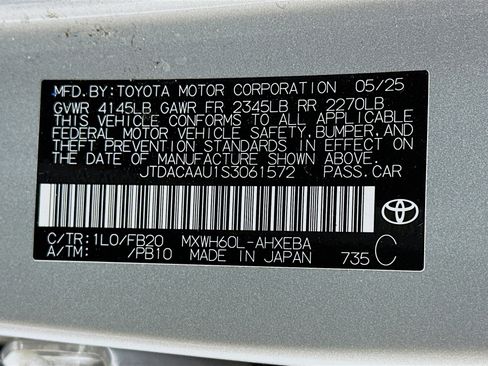 MFD. BY: TOYOTA MOTOR CORPORATION 05/25
GVWR 4145LB GAWR FR 2345LB RR 2270LB
THIS VEHICLE CONFORMS TO ALL APPLICABLE
FEDERAL MOTOR VEHICLE SAFETY, BUMPER, AND
THEFT PREVENTION STANDARDS IN EFFECT ON
THE DATE OF MANUFACTURE SHOWN ABOVE.
JTDACAAU1S3061572 PASS.CAR
C/TR: 1L0/FB20 MXWH60L-AHXEBA
A/TM: /PB10 MADE IN JAPAN 735 C